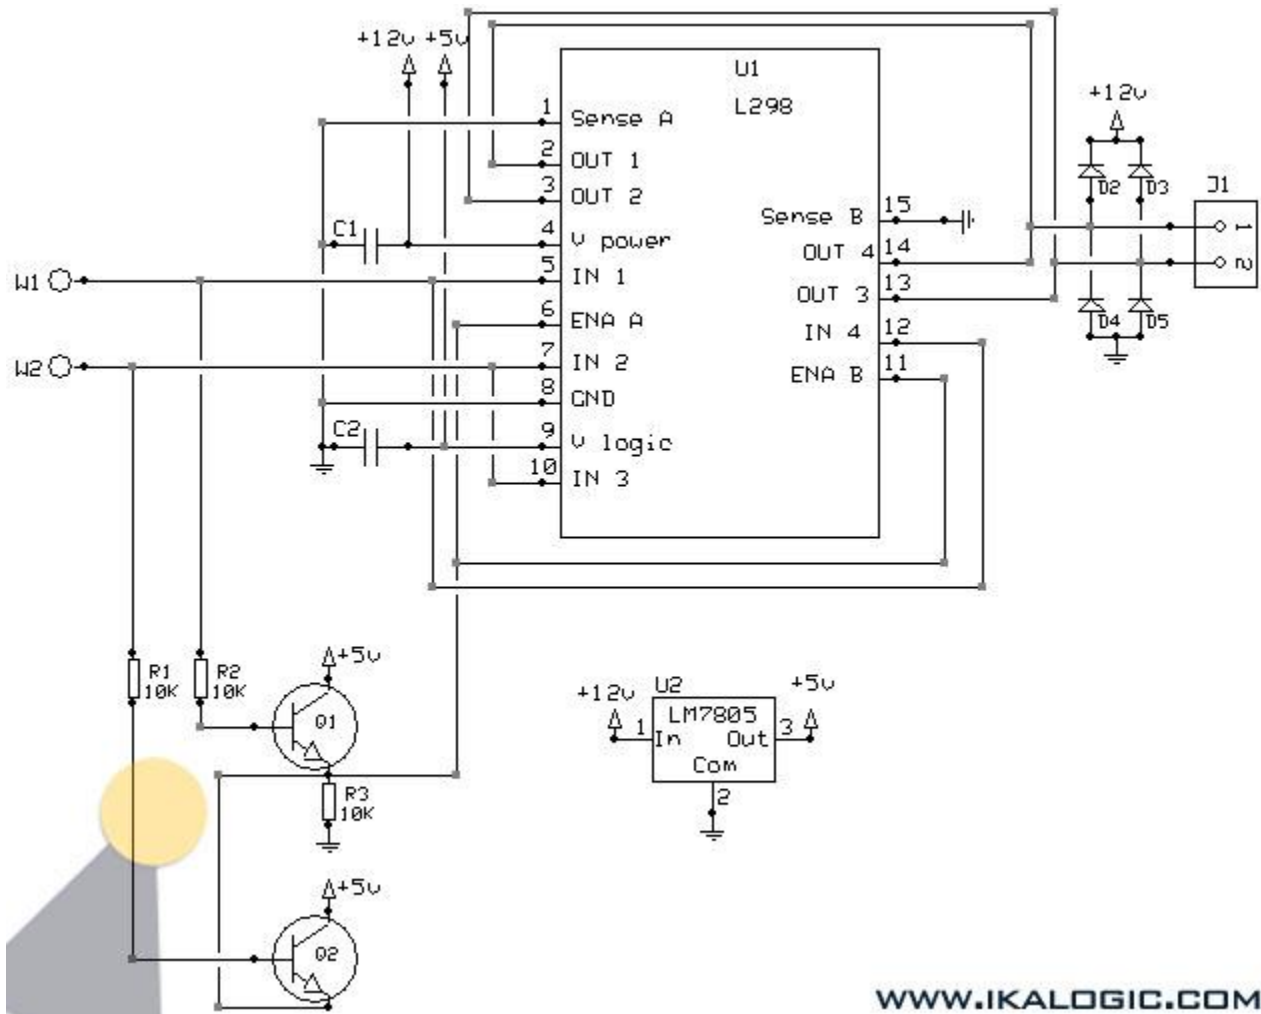 +12v +5v
U1
L298
+12v
1 Sense A
2 OUT 1
3 OUT 2
4 V power
5 IN 1
6 ENA A
7 IN 2
8 GND
9 V logic
10 IN 3
Sense B 15
OUT 4 14
OUT 3 13
IN 4 12
ENA B 11
C1
C2
W1
W2
D2 D3
D4 D5
J1
1
2
R1
10K
R2
10K
+5v
Q1
R3
10K
+5v
Q2
+12v U2 +5v
LM7805
1 In Out 3
Com
2
WWW.IKALOGIC.COM